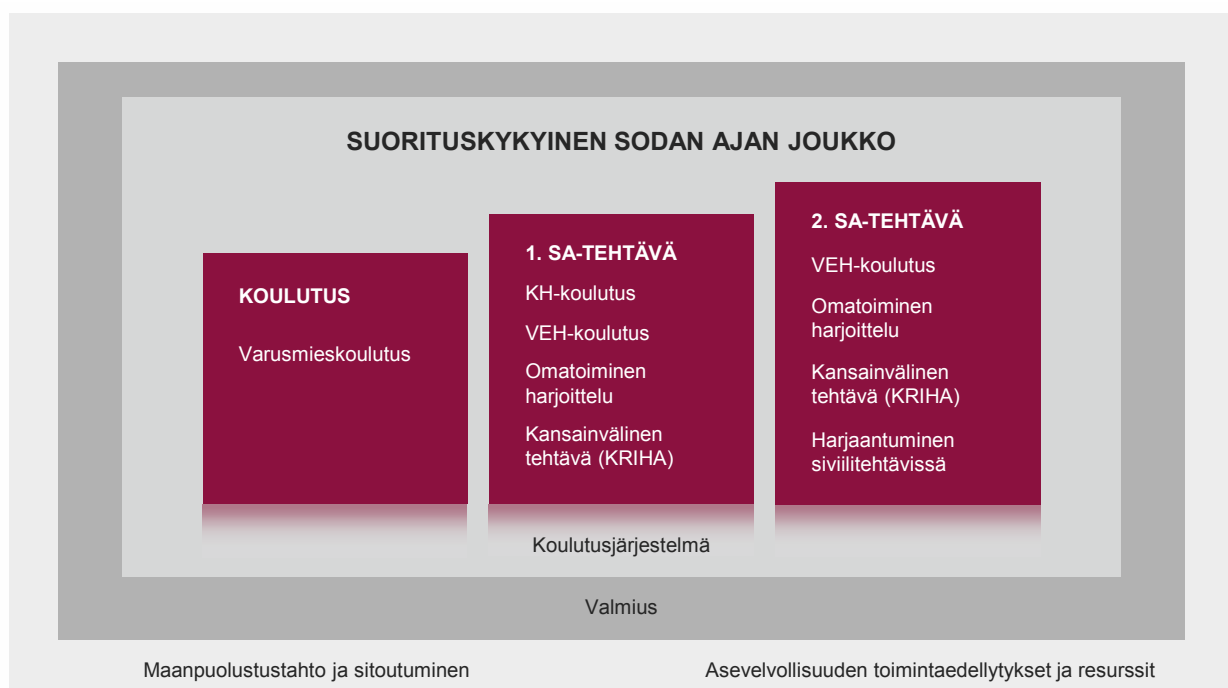 SUORITUSKYKYINEN SODAN AJAN JOUKKO
KOULUTUS
Varusmieskoulutus
1. SA-TEHTÄVÄ
KH-koulutus
VEH-koulutus
Omatoiminen
harjoittelu
Kansainvälinen
tehtävä (KRIHA)
2. SA-TEHTÄVÄ
VEH-koulutus
Omatoiminen
harjoittelu
Kansainvälinen
tehtävä (KRIHA)
Harjaantuminen
siviilitehtävissä
Koulutusjärjestelmä
Valmius
Maanpuolustustahto ja sitoutuminen
Asevelvollisuuden toimintaedellytykset ja resurssit